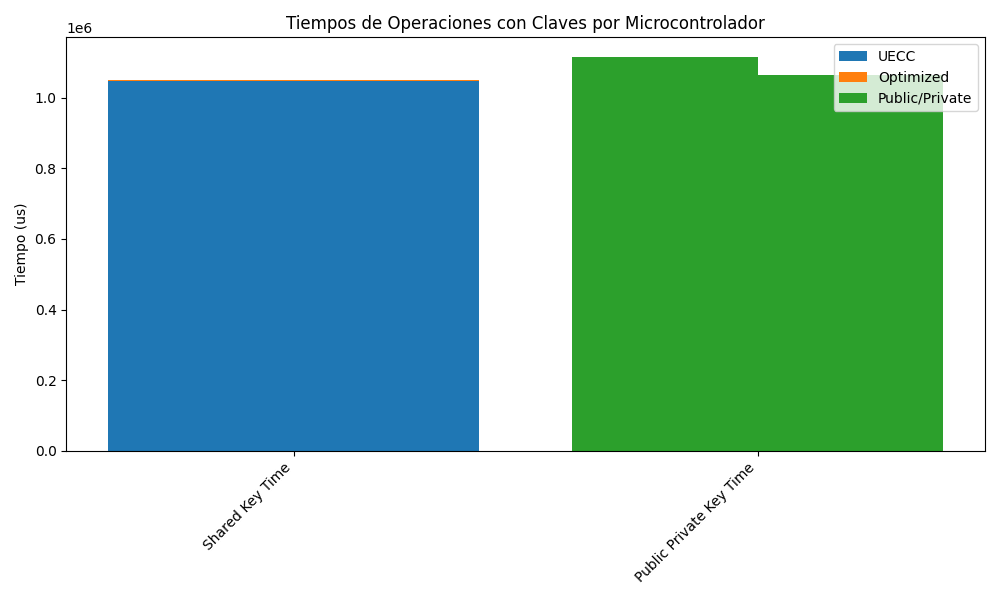 Tiempos de Operaciones con Claves por Microcontrolador
1e6
UECC
Optimized
Public/Private
1.0
0.8
0.6
0.4
0.2
0.0
Tiempo (us)
Shared Key Time
Public Private Key Time